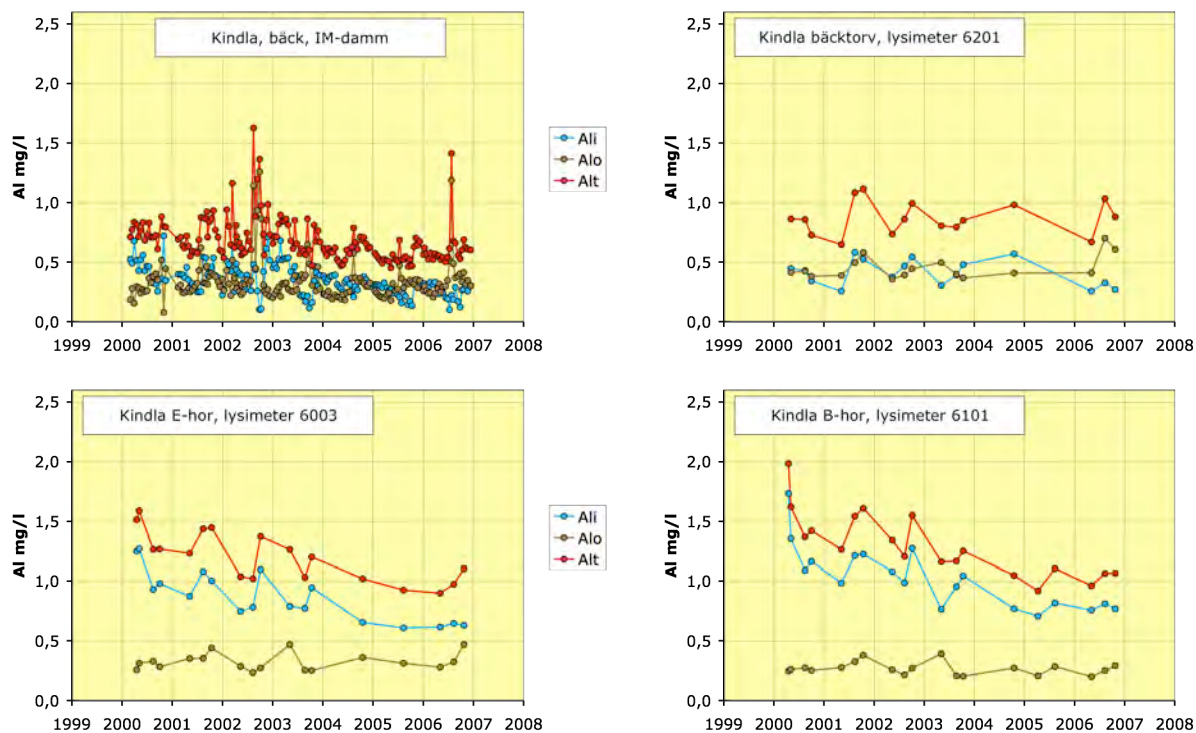 Kindla, bäck, IM-damm
Al mg/l
2,5
2,0
1,5
1,0
0,5
0,0
1999 2000 2001 2002 2003 2004 2005 2006 2007 2008
Ali
Alo
Alt
Kindla bäcktorv, lysimeter 6201
Al mg/l
2,5
2,0
1,5
1,0
0,5
0,0
1999 2000 2001 2002 2003 2004 2005 2006 2007 2008
Kindla E-hor, lysimeter 6003
Al mg/l
2,5
2,0
1,5
1,0
0,5
0,0
1999 2000 2001 2002 2003 2004 2005 2006 2007 2008
Ali
Alo
Alt
Kindla B-hor, lysimeter 6101
Al mg/l
2,5
2,0
1,5
1,0
0,5
0,0
1999 2000 2001 2002 2003 2004 2005 2006 2007 2008